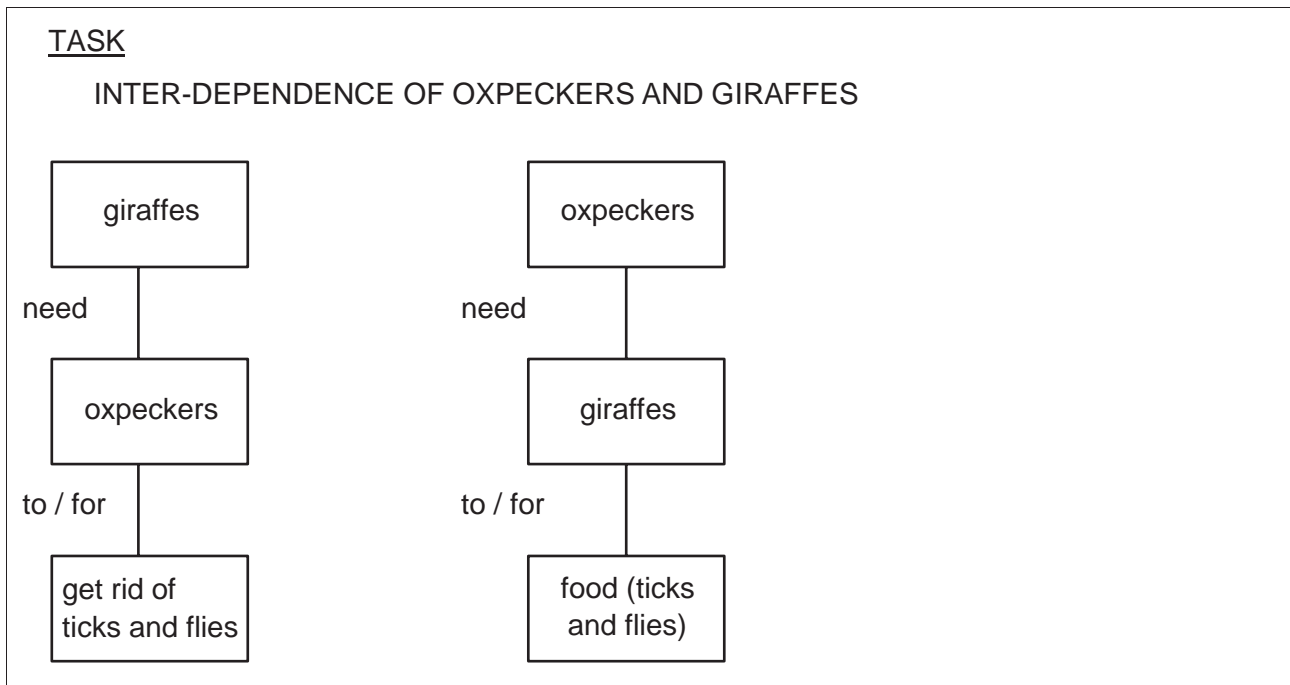 TASK
INTER-DEPENDENCE OF OXPECKERS AND GIRAFFES
giraffes
need
oxpeckers
to / for
get rid of
ticks and flies
oxpeckers
need
giraffes
to / for
food (ticks
and flies)